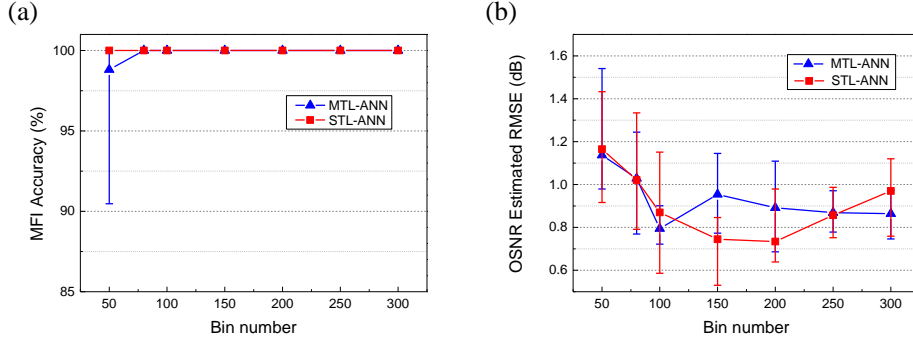 (a)
100
95
90
85
MFI Accuracy (%)
MTL-ANN
STL-ANN
50 100 150 200 250 300
Bin number
(b)
1.6
1.4
1.2
1.0
0.8
0.6
OSNR Estimated RMSE (dB)
MTL-ANN
STL-ANN
50 100 150 200 250 300
Bin number